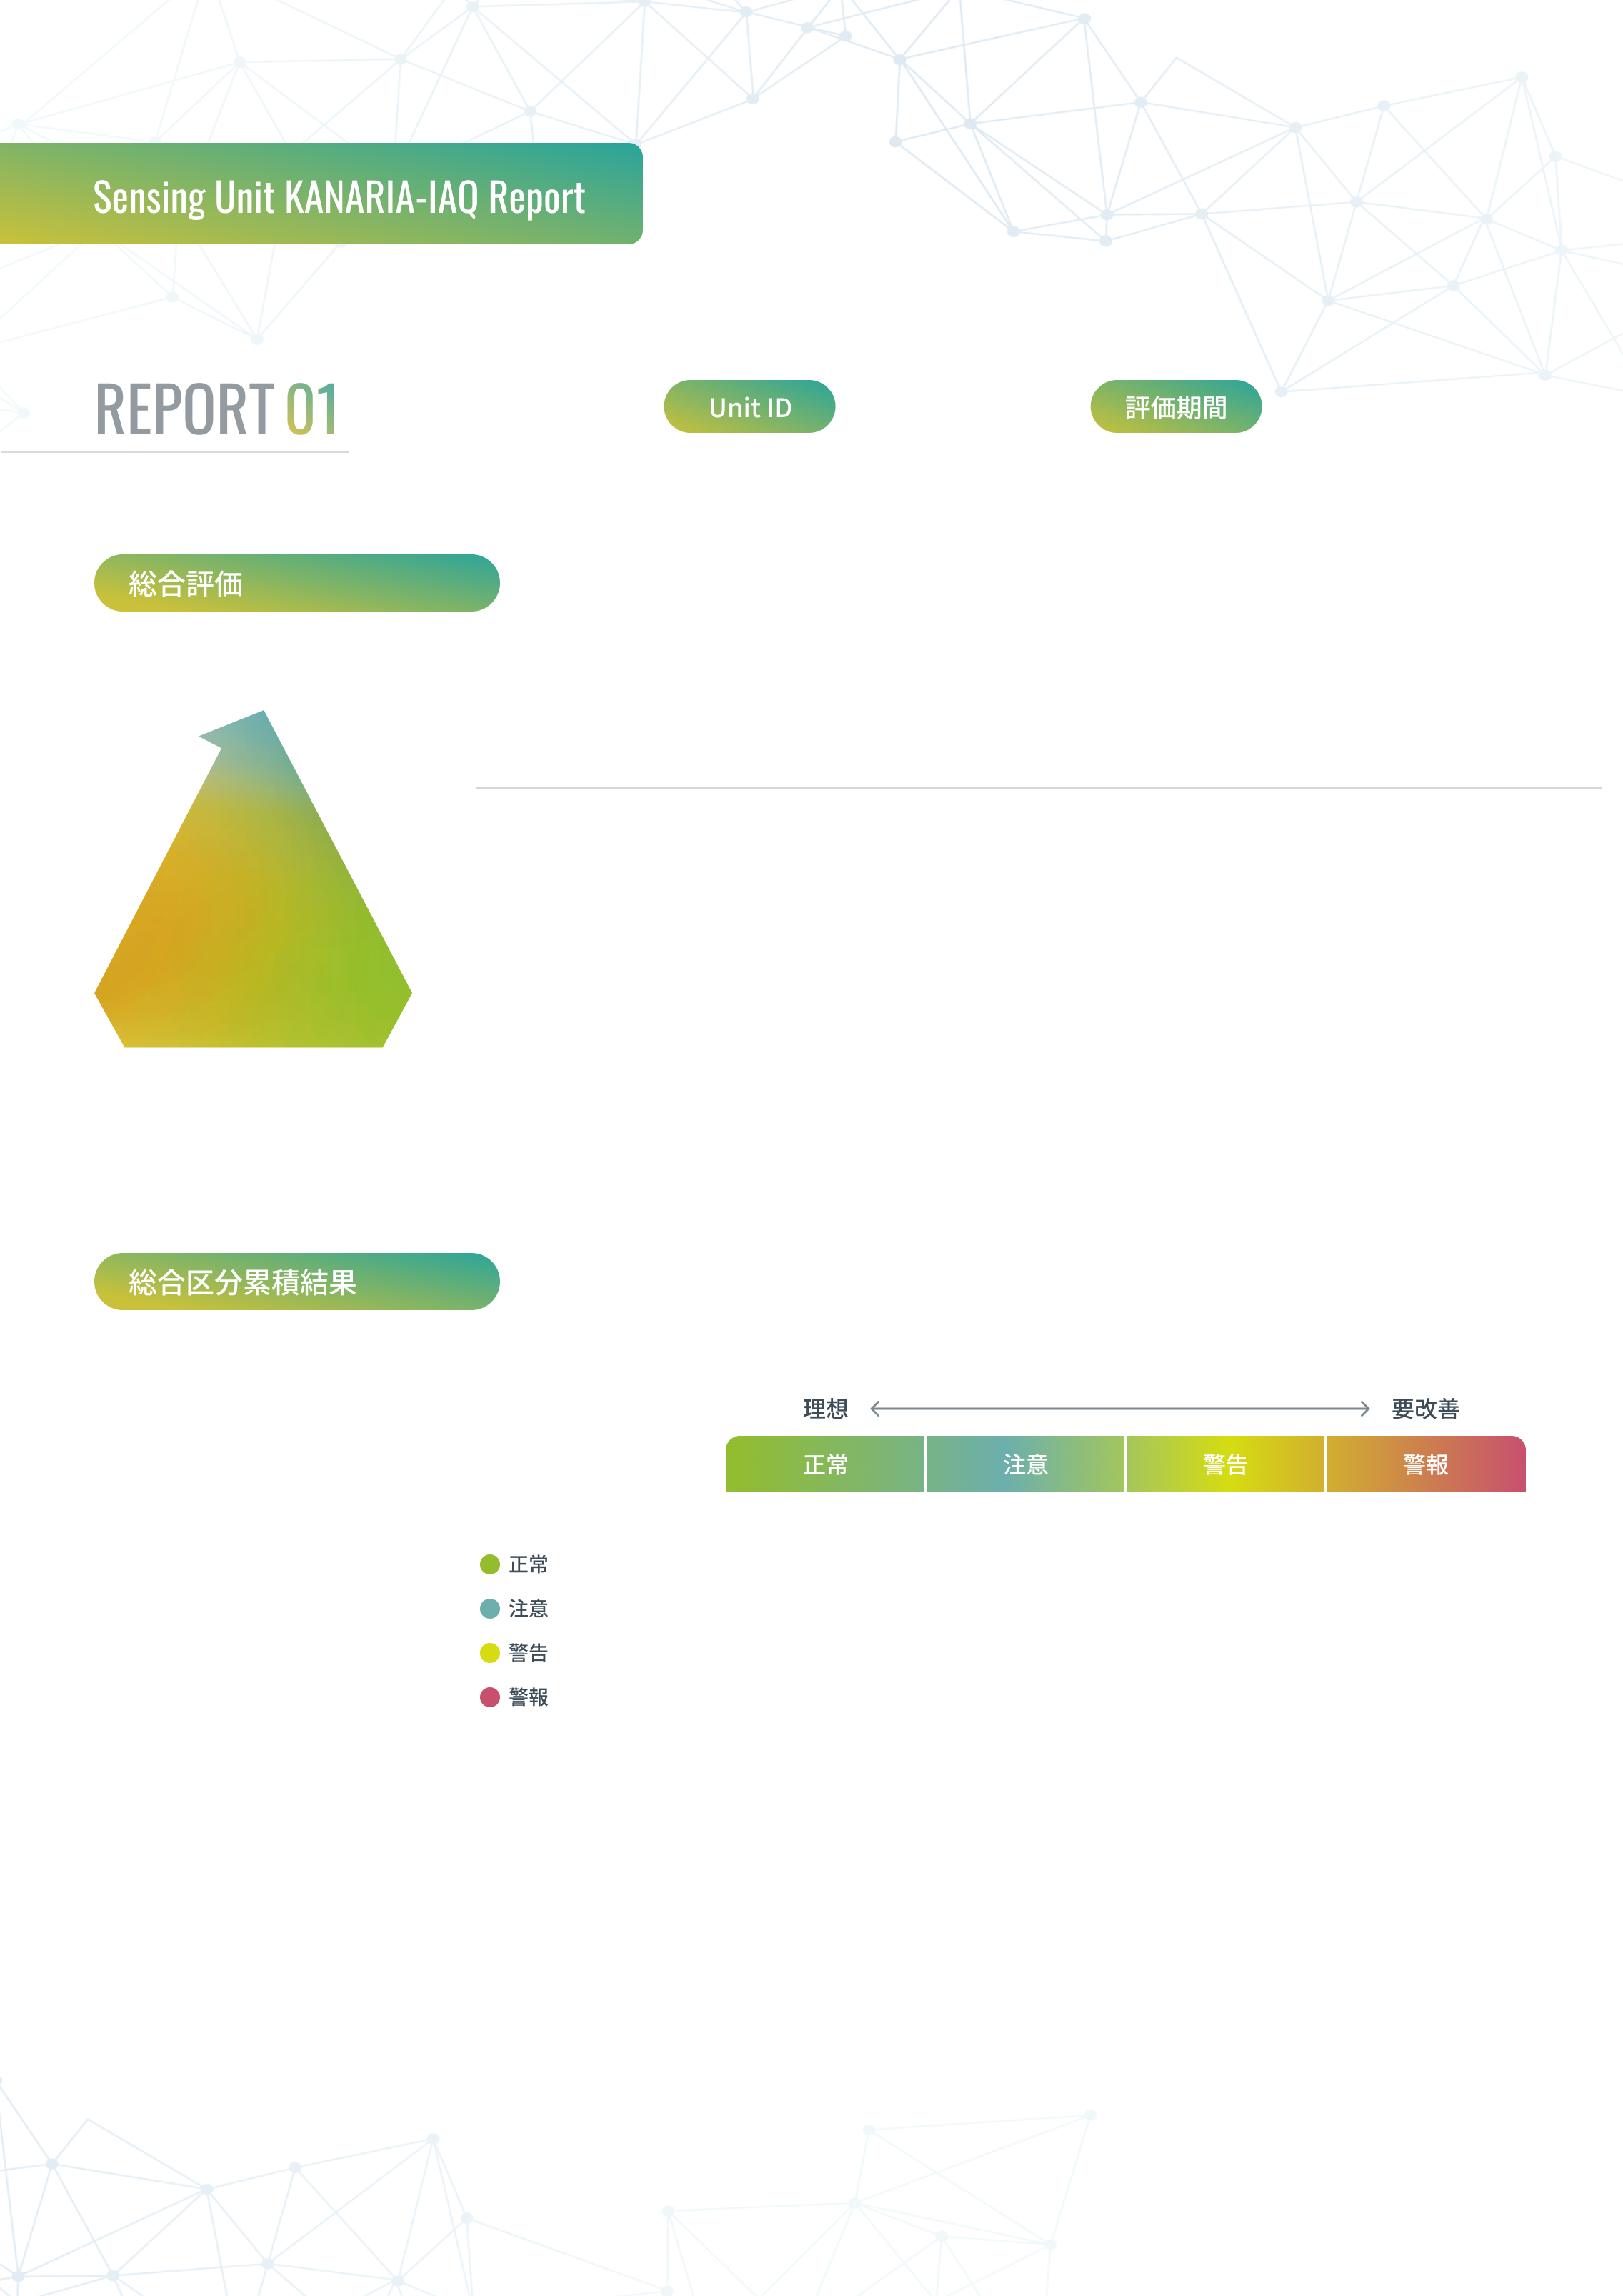 Sensing Unit KANARIA-IAQ Report
REPORT 01
Unit ID
評価期間
総合評価
総合区分累積結果
理想
要改善
正常
注意
警告
警報
正常
注意
警告
警報